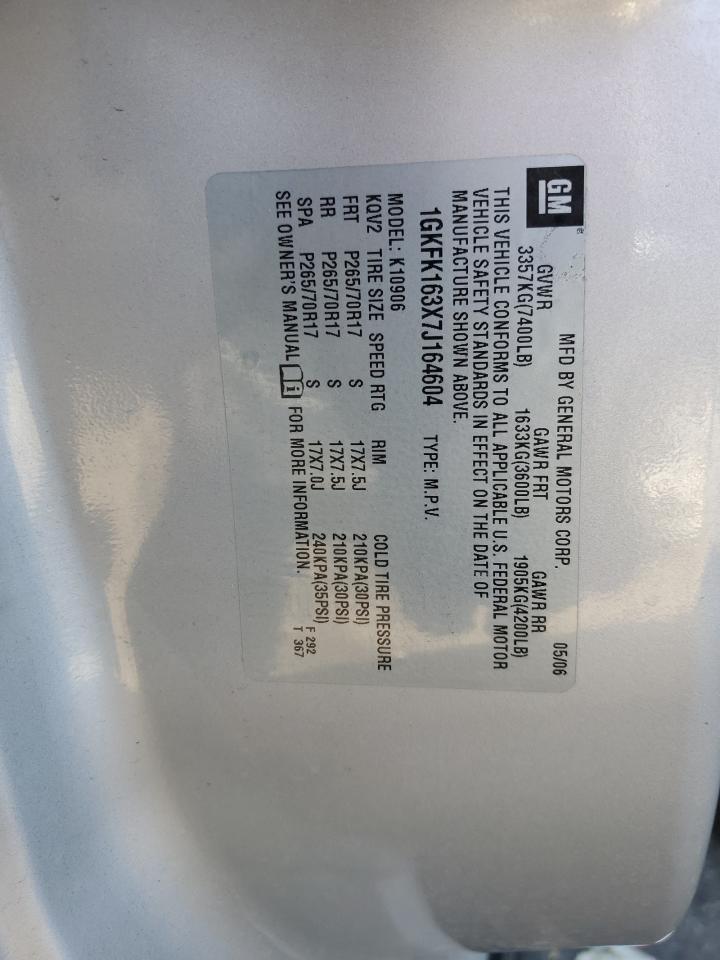 GM
MFD BY GENERAL MOTORS CORP. 05/06
GVWR GAWR FRT GAWR RR
3357KG(7400LB) 1633KG(3600LB) 1905KG(4200LB)
THIS VEHICLE CONFORMS TO ALL APPLICABLE U.S. FEDERAL MOTOR
VEHICLE SAFETY STANDARDS IN EFFECT ON THE DATE OF
MANUFACTURE SHOWN ABOVE.
1GKFK163X7J164604 TYPE: M.P.V.
MODEL: K10906
KQV2 TIRE SIZE SPEED RTG RIM COLD TIRE PRESSURE
FRT P265/70R17 S 17X7.5J 210KPA(30PSI)
RR P265/70R17 S 17X7.5J 210KPA(30PSI)
SPA P265/70R17 S 17X7.0J 240KPA(35PSI)
SEE OWNER'S MANUAL i FOR MORE INFORMATION.
F 292
T 367